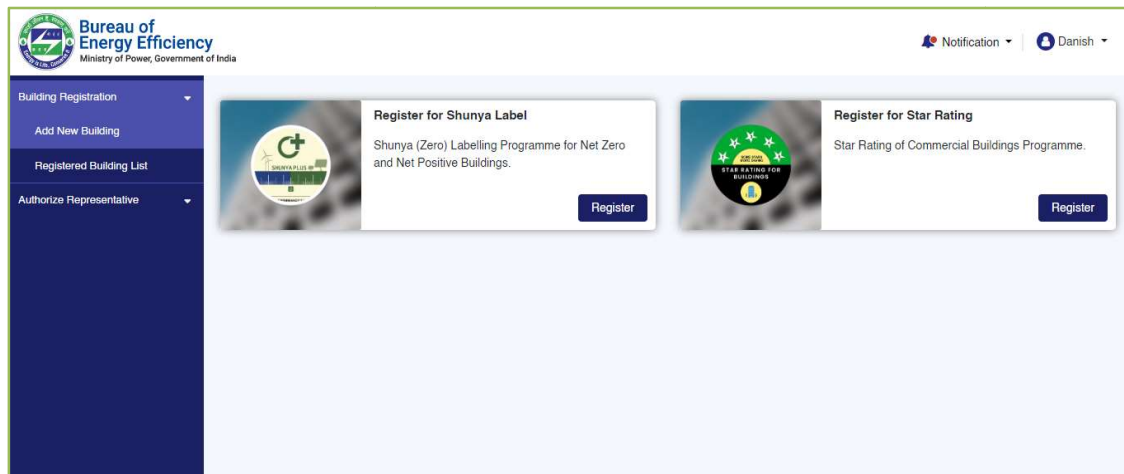 Bureau of
Energy Efficiency
Ministry of Power, Government of India
Notification
Danish
Building Registration
Add New Building
Registered Building List
Authorize Representative
Register for Shunya Label
Shunya (Zero) Labelling Programme for Net Zero
and Net Positive Buildings.
Register
SHUNYA PLUS
Register for Star Rating
Star Rating of Commercial Buildings Programme.
Register
STAR RATING FOR
BUILDINGS